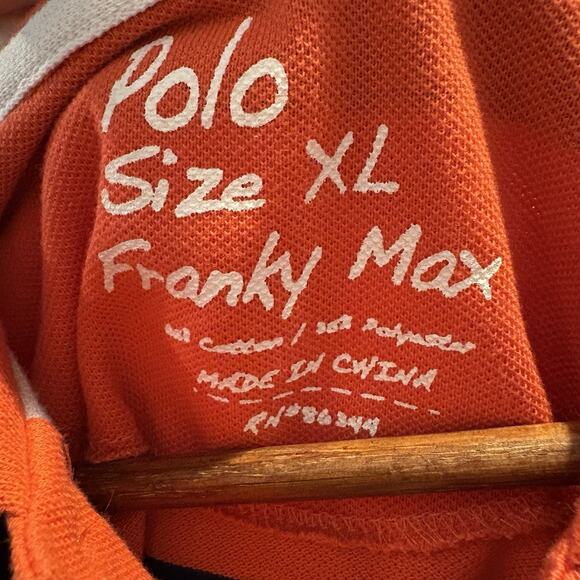 Polo
Size XL
Franky Max
Cotton / Polyester
MADE IN CHINA